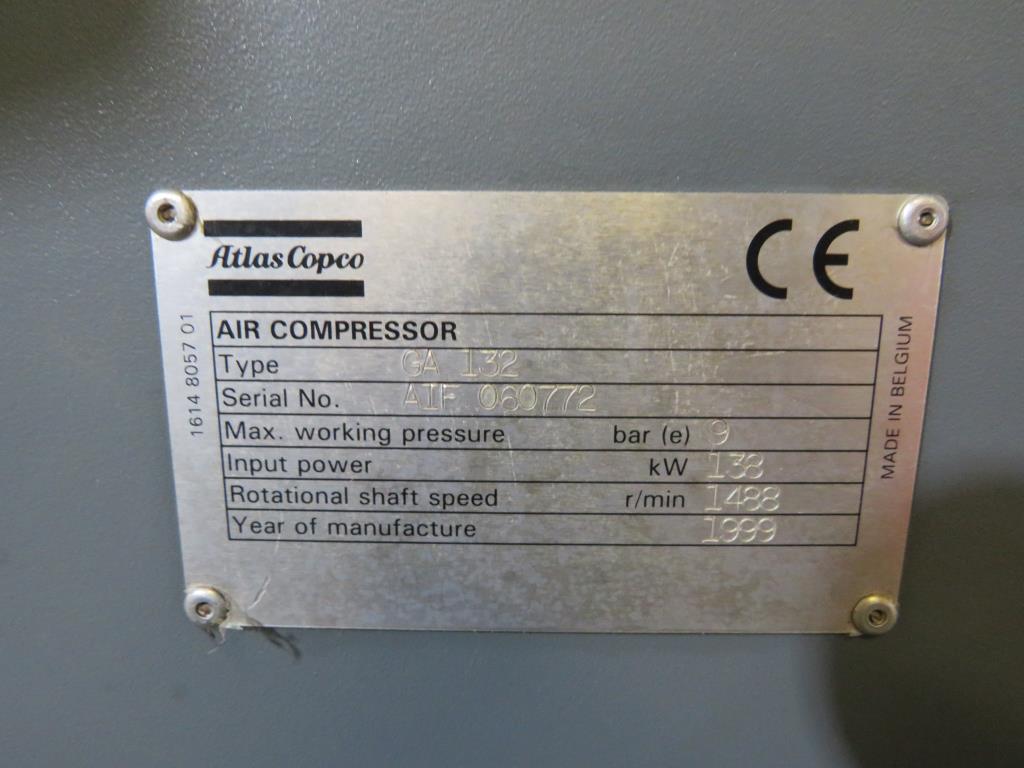 Atlas Copco
CE
AIR COMPRESSOR
Type GA 132
Serial No. AIF 060772
Max. working pressure bar (e) 9
Input power kW 138
Rotational shaft speed r/min 1488
Year of manufacture 1999
1614 8057 01
MADE IN BELGIUM